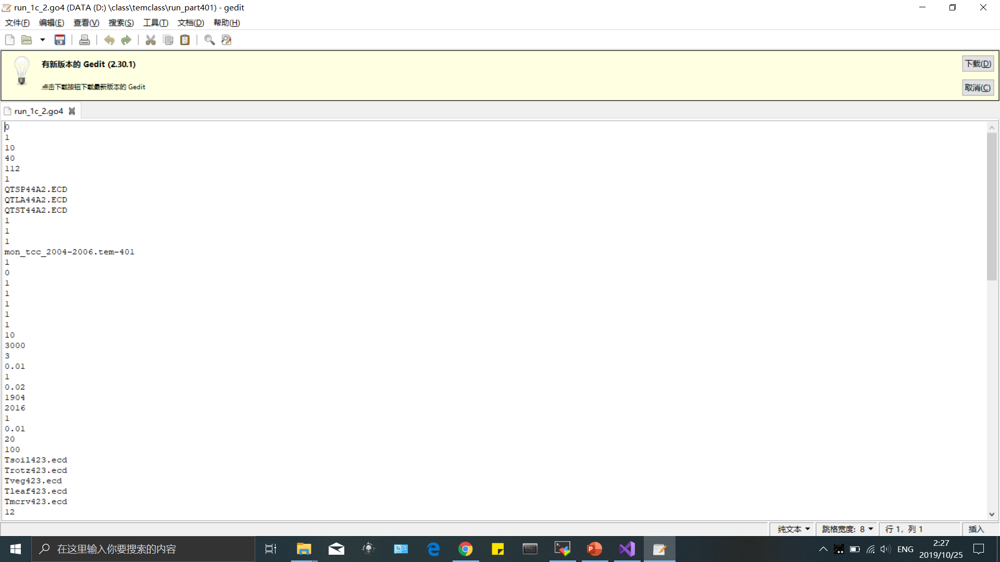 run_1c_2.go4 (DATA (D:) \class\temclass\run_part401) - gedit
文件(F) 编辑(E) 查看(V) 搜索(S) 工具(T) 文档(D) 帮助(H)
有新版本的 Gedit (2.30.1)
下载(D)
点击下载按钮下载最新版本的 Gedit
取消(C)
run_1c_2.go4
0
1
10
40
112
1
QTSP44A2.ECD
QTLA44A2.ECD
QTST44A2.ECD
1
1
1
mon_tcc_2004-2006.tem-401
1
0
1
1
1
1
1
10
3000
3
0.01
1
0.02
1904
2016
1
0.01
20
100
Tsoil423.ecd
Trotz423.ecd
Tveg423.ecd
Tleaf423.ecd
Tmcrv423.ecd
12
纯文本 跳格宽度: 8 行 1, 列 1 插入
在这里输入你要搜索的内容
ENG
2:27
2019/10/25